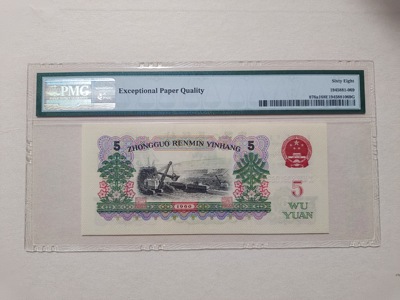 PMG
Exceptional Paper Quality
Sixty Eight
5 ZHONGGUO RENMIN YINHANG 5
5
WU
YUAN
1960